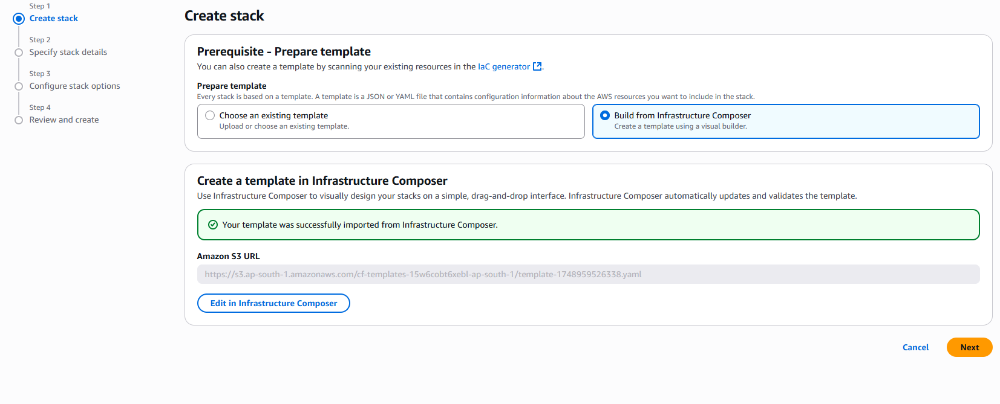 Step 1
Create stack
Step 2
Specify stack details
Step 3
Configure stack options
Step 4
Review and create
Create stack
Prerequisite - Prepare template
You can also create a template by scanning your existing resources in the IaC generator.
Prepare template
Every stack is based on a template. A template is a JSON or YAML file that contains configuration information about the AWS resources you want to include in the stack.
Choose an existing template
Upload or choose an existing template.
Build from Infrastructure Composer
Create a template using a visual builder.
Create a template in Infrastructure Composer
Use Infrastructure Composer to visually design your stacks on a simple, drag-and-drop interface. Infrastructure Composer automatically updates and validates the template.
Your template was successfully imported from Infrastructure Composer.
Amazon S3 URL
https://s3.ap-south-1.amazonaws.com/cf-templates-15w6cobt6xebl-ap-south-1/template-1748959526338.yaml
Edit in Infrastructure Composer
Cancel
Next